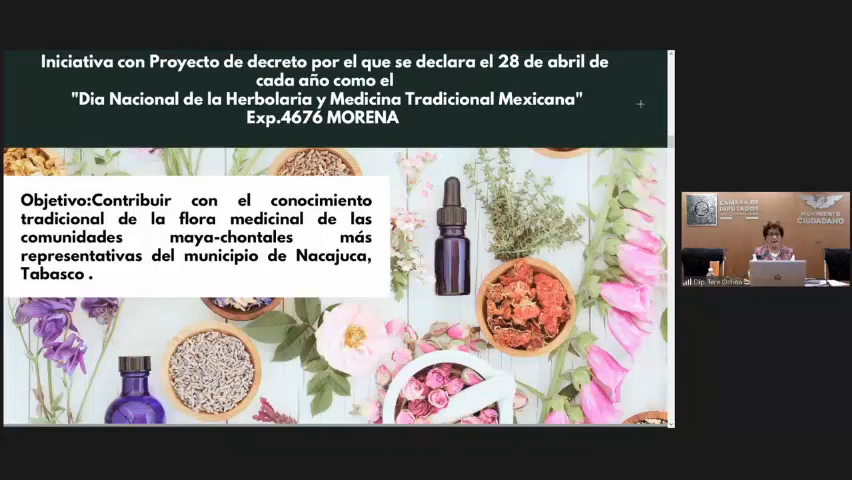 Iniciativa con Proyecto de decreto por el que se declara el 28 de abril de
cada año como el
"Dia Nacional de la Herbolaria y Medicina Tradicional Mexicana"
Exp.4676 MORENA
Objetivo:Contribuir con el conocimiento
tradicional de la flora medicinal de las
comunidades maya-chontales más
representativas del municipio de Nacajuca,
Tabasco .
CÁMARA DE
DIPUTADOS
MOVIMIENTO
CIUDADANO
Dip. Tere Ochoa